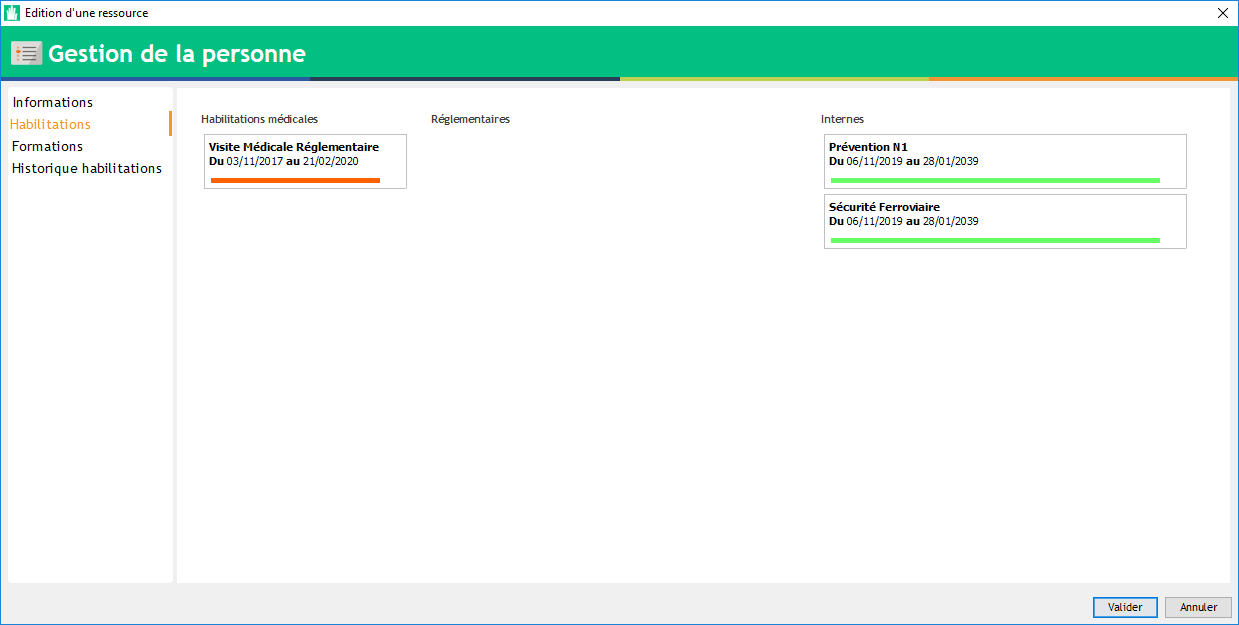 Edition d'une ressource
Gestion de la personne
Informations
Habilitations
Formations
Historique habilitations
Habilitations médicales
Visite Médicale Réglementaire
Du 03/11/2017 au 21/02/2020
Réglementaires
Internes
Prévention N1
Du 06/11/2019 au 28/01/2039
Sécurité Ferroviaire
Du 06/11/2019 au 28/01/2039
Valider
Annuler